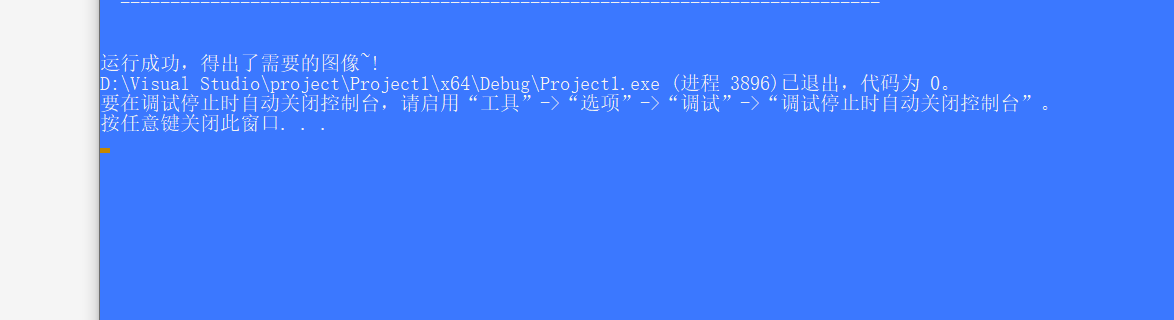 ----------------------------------------------------------------------------
运行成功，得出了需要的图像~!
D:\Visual Studio\project\Project1\x64\Debug\Project1.exe (进程 3896)已退出，代码为 0。
要在调试停止时自动关闭控制台，请启用“工具”->“选项”->“调试”->“调试停止时自动关闭控制台”。
按任意键关闭此窗口. . .